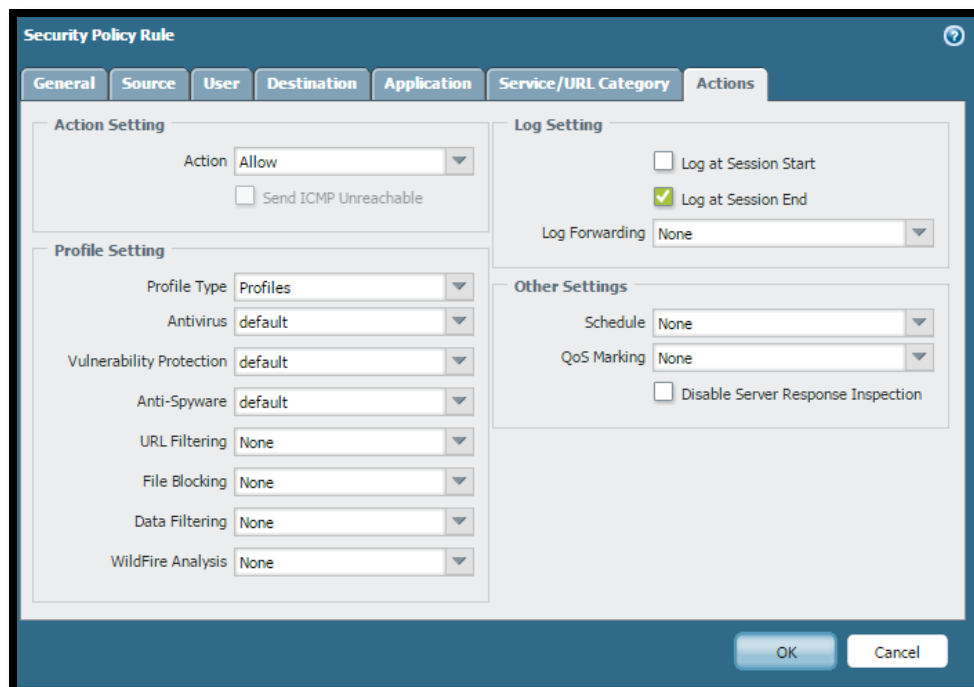 Security Policy Rule
General Source User Destination Application Service/URL Category Actions
Action Setting
Action Allow
Send ICMP Unreachable
Profile Setting
Profile Type Profiles
Antivirus default
Vulnerability Protection default
Anti-Spyware default
URL Filtering None
File Blocking None
Data Filtering None
WildFire Analysis None
Log Setting
Log at Session Start
Log at Session End
Log Forwarding None
Other Settings
Schedule None
QoS Marking None
Disable Server Response Inspection
OK Cancel